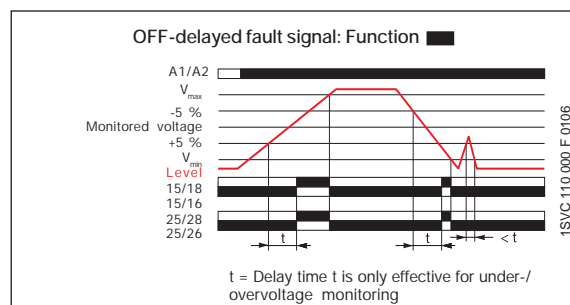 OFF-delayed fault signal: Function
A1/A2
Vmax
-5 %
Monitored voltage
+5 %
Vmin
Level
15/18
15/16
25/28
25/26
t
t
< t
t = Delay time t is only effective for under-/
overvoltage monitoring
1SVC 110 000 F 0106